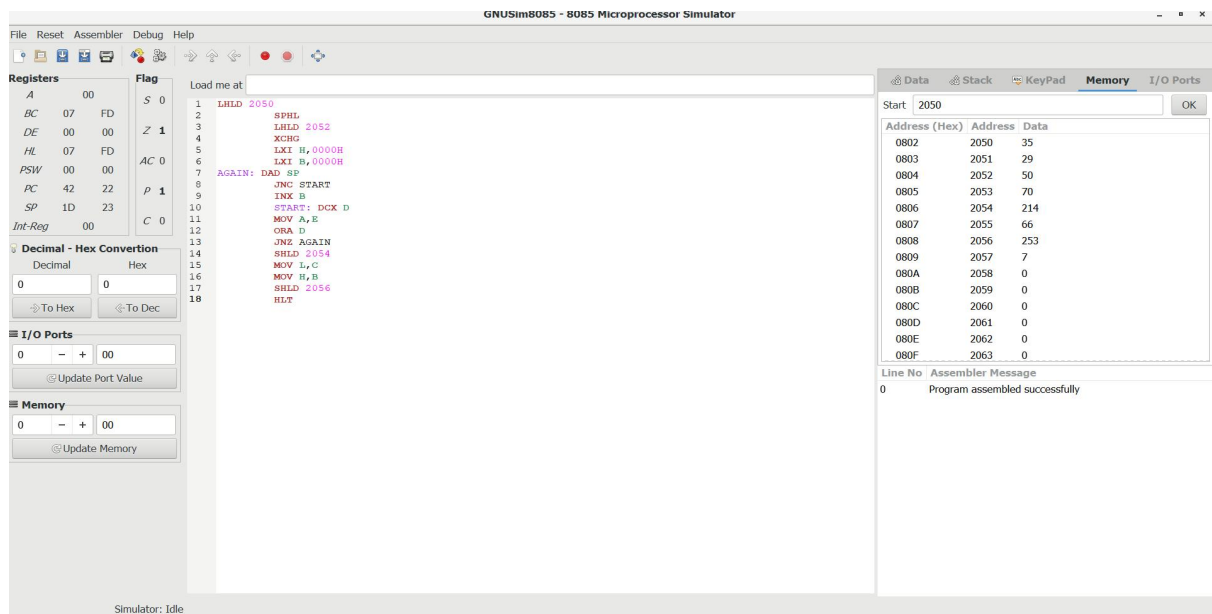 GNUSim8085 - 8085 Microprocessor Simulator
File Reset Assembler Debug Help
Registers
A 00
BC 07 FD
DE 00 00
HL 07 FD
PSW 00 00
PC 42 22
SP 1D 23
Int-Reg 00
Flag
S 0
Z 1
AC 0
P 1
C 0
Decimal - Hex Convertion
Decimal Hex
0 0
To Hex To Dec
I/O Ports
0 - + 00
Update Port Value
Memory
0 - + 00
Update Memory
Load me at
1 LHLD 2050
2 SPHL
3 LHLD 2052
4 XCHG
5 LXI H,0000H
6 LXI B,0000H
7 AGAIN: DAD SP
8 JNC START
9 INX B
10 START: DCX D
11 MOV A,E
12 ORA D
13 JNZ AGAIN
14 SHLD 2054
15 MOV L,C
16 MOV H,B
17 SHLD 2056
18 HLT
Data Stack KeyPad Memory I/O Ports
Start 2050 OK
Address (Hex) Address Data
0802 2050 35
0803 2051 29
0804 2052 50
0805 2053 70
0806 2054 214
0807 2055 66
0808 2056 253
0809 2057 7
080A 2058 0
080B 2059 0
080C 2060 0
080D 2061 0
080E 2062 0
080F 2063 0
Line No Assembler Message
0 Program assembled successfully
Simulator: Idle